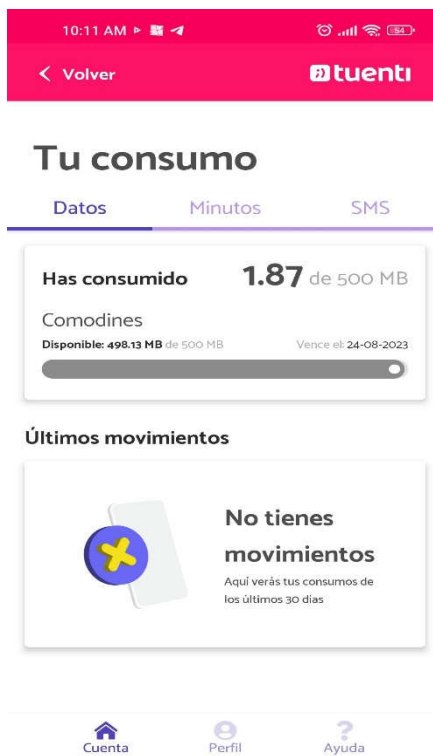 10:11 AM
54
Volver
tuenti
Tu consumo
Datos Minutos SMS
Has consumido 1.87 de 500 MB
Comodines
Disponible: 498.13 MB de 500 MB Vence el: 24-08-2023
Últimos movimientos
No tienes
movimientos
Aquí verás tus consumos de
los últimos 30 días
Cuenta Perfil Ayuda